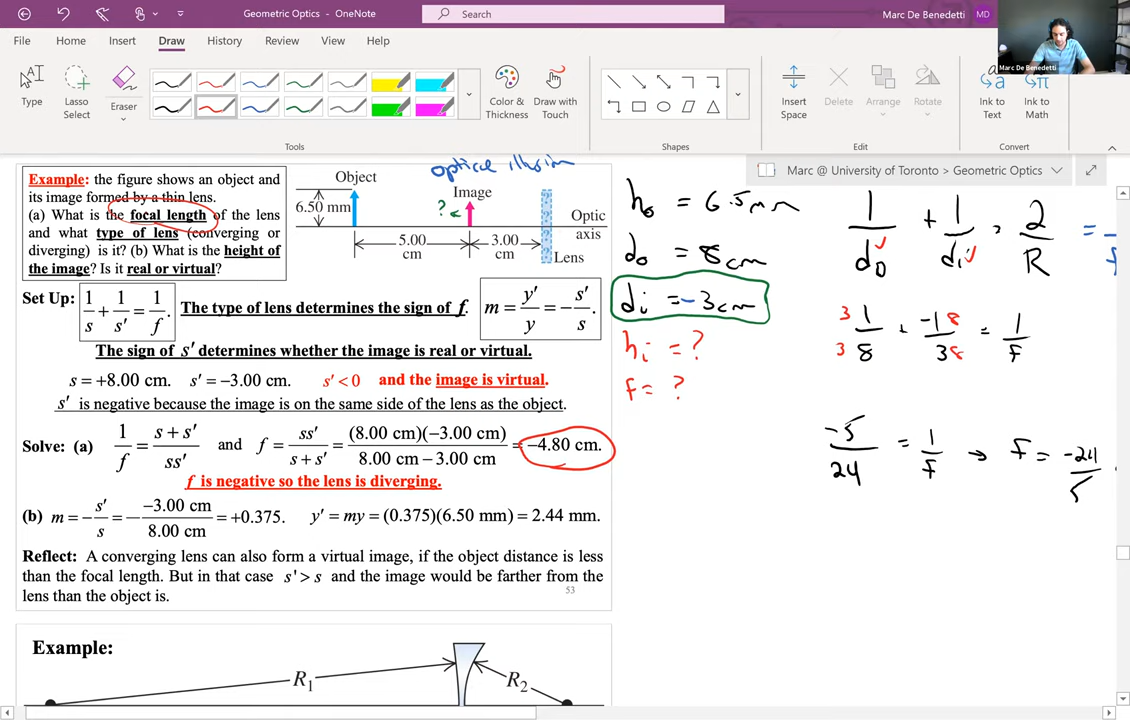 Geometric Optics - OneNote
Search
Marc De Benedetti MD
File Home Insert Draw History Review View Help
Marc De Benedetti
Type
Lasso Select
Eraser
Color & Thickness
Draw with Touch
Insert Space
Delete
Arrange
Rotate
Ink to Text
Ink to Math
Tools
Shapes
Edit
Convert
Marc @ University of Toronto > Geometric Optics
optical illusion
Example: the figure shows an object and
its image formed by a thin lens.
(a) What is the focal length of the lens
and what type of lens (converging or
diverging) is it? (b) What is the height of
the image? Is it real or virtual?
Object
6.50 mm
Image
?
Optic axis
5.00 cm
3.00 cm
Lens
Set Up: 1/s + 1/s' = 1/f. The type of lens determines the sign of f. m = y'/y = −s'/s.
The sign of s' determines whether the image is real or virtual.
s = +8.00 cm. s' = −3.00 cm. s' < 0 and the image is virtual.
s' is negative because the image is on the same side of the lens as the object.
Solve: (a) 1/f = s + s'/ss' and f = ss'/s + s' = (8.00 cm)(−3.00 cm)/8.00 cm − 3.00 cm = −4.80 cm.
f is negative so the lens is diverging.
(b) m = −s'/s = − −3.00 cm/8.00 cm = +0.375. y' = my = (0.375)(6.50 mm) = 2.44 mm.
Reflect: A converging lens can also form a virtual image, if the object distance is less
than the focal length. But in that case s' > s and the image would be farther from the
lens than the object is.
53
Example:
R₁
R₂
ho = 6.5mm
do = 8cm
di = -3cm
hi = ?
f = ?
1/do + 1/di = 2/R = 1/f
3 1/8 3 + -1 8/3 8 = 1/f
-5/24 = 1/f → f = -24/5